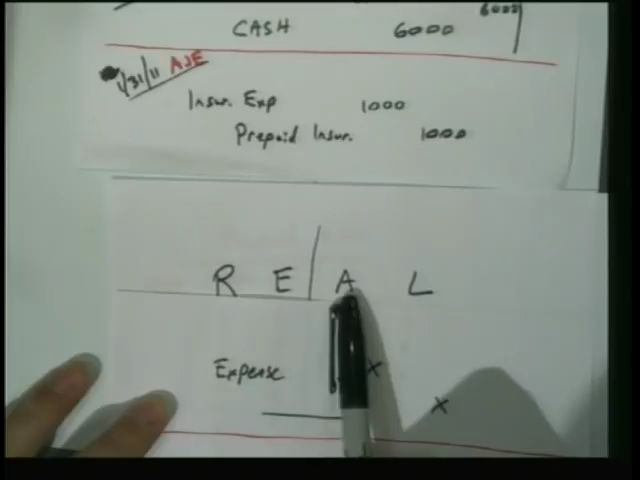 6000
CASH 6000
1/31/11 AJE
Insur. Exp 1000
Prepaid Insur. 1000
R E A L
Expense X
X